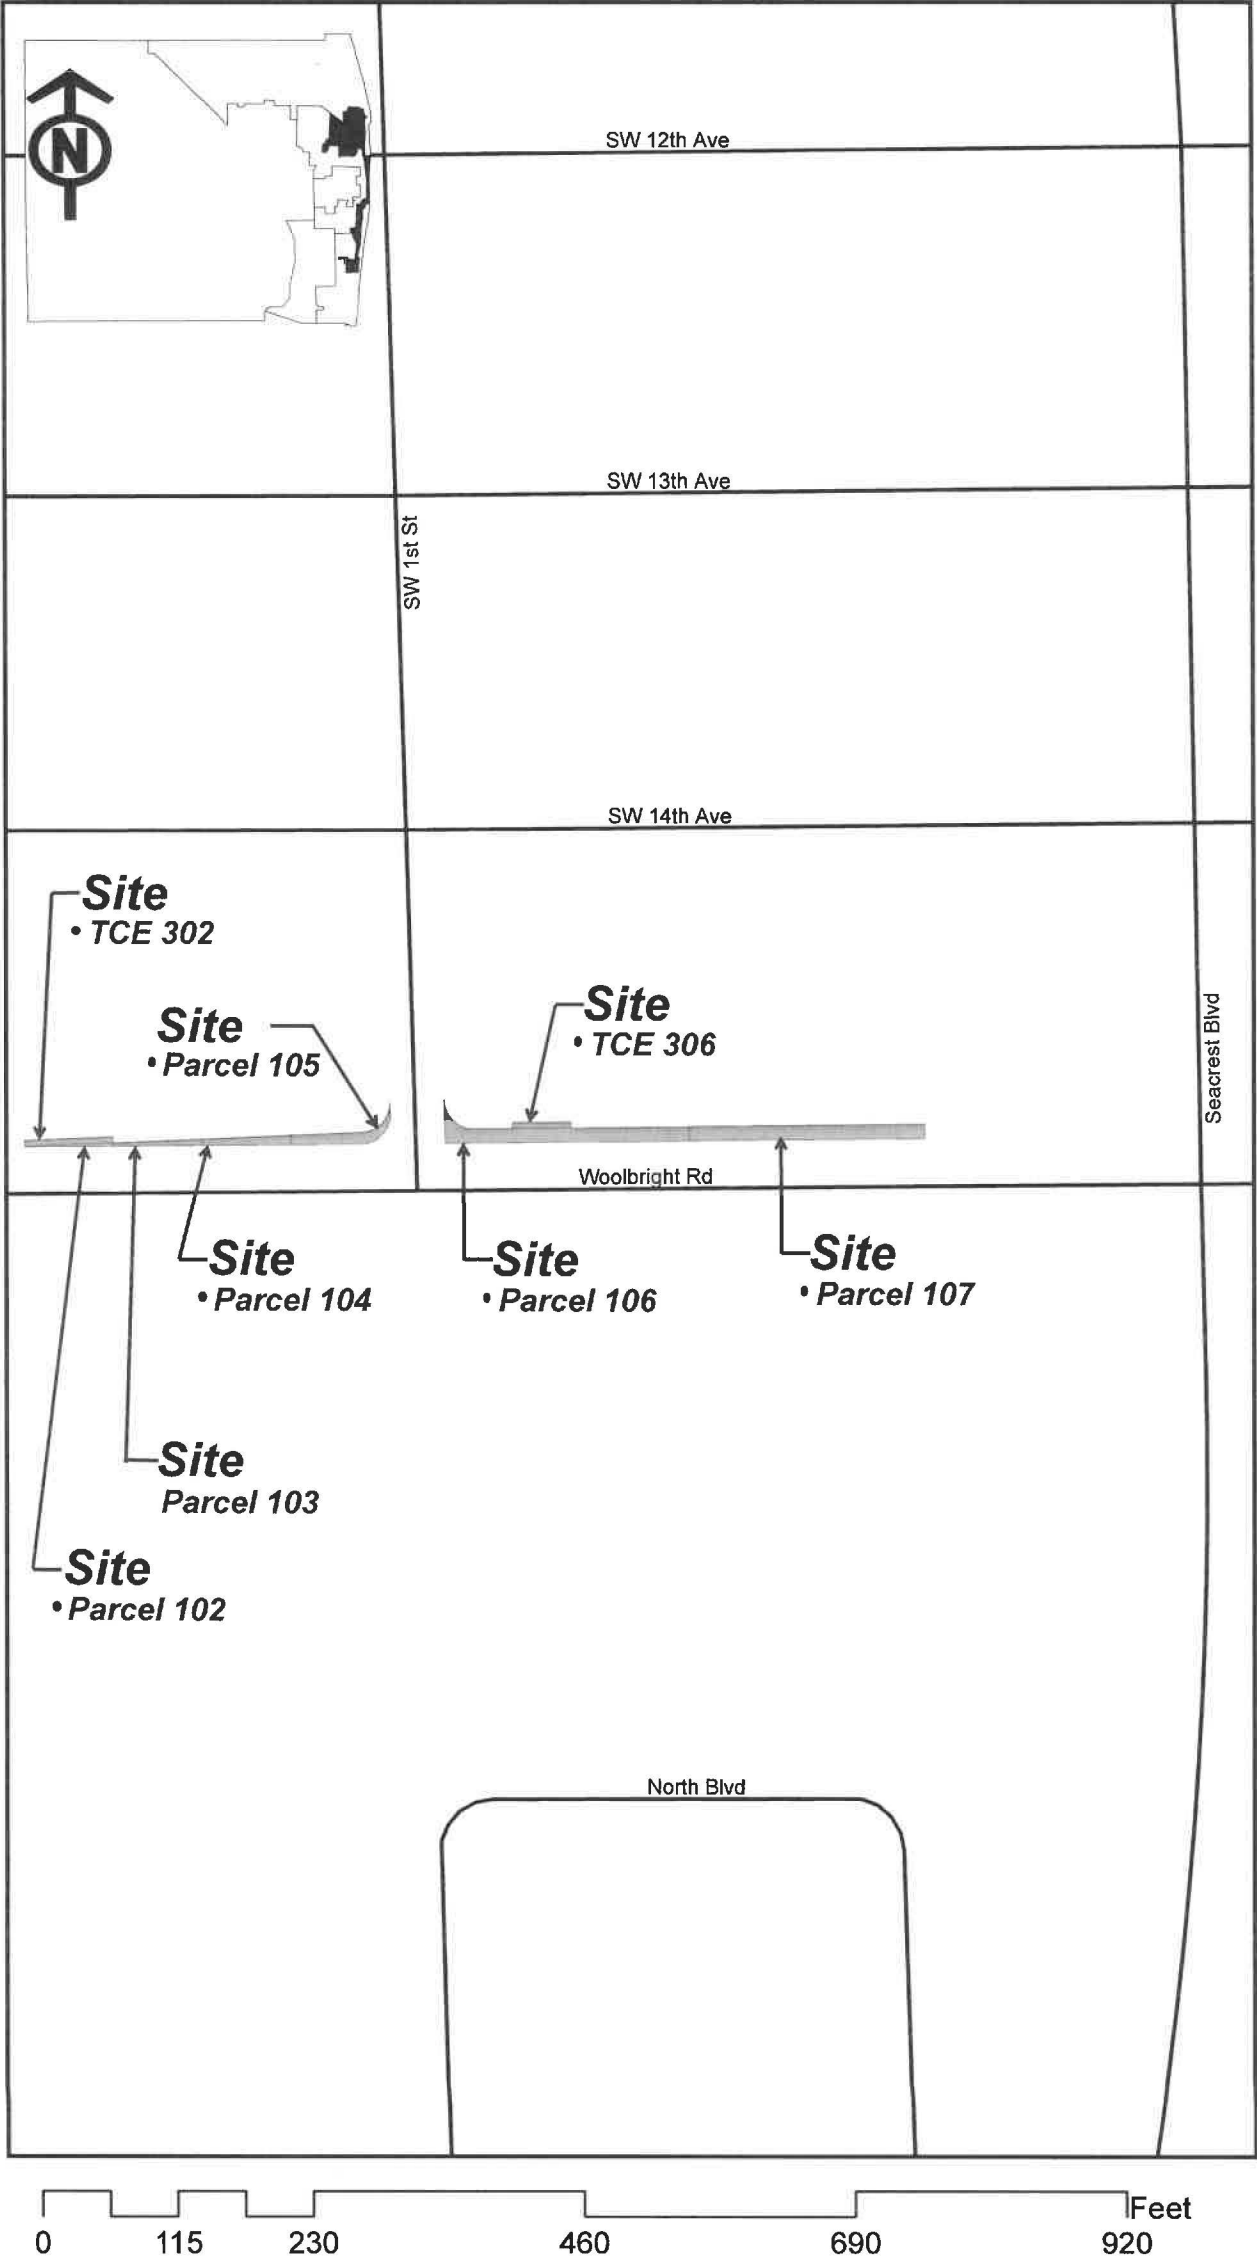 N
SW 12th Ave
SW 13th Ave
SW 1st St
SW 14th Ave
Site
• TCE 302
Site
• TCE 306
Site
• Parcel 105
Seacrest Blvd
Woolbright Rd
Site
• Parcel 104
Site
• Parcel 106
Site
• Parcel 107
Site
Parcel 103
Site
• Parcel 102
North Blvd
Feet
0 115 230 460 690 920